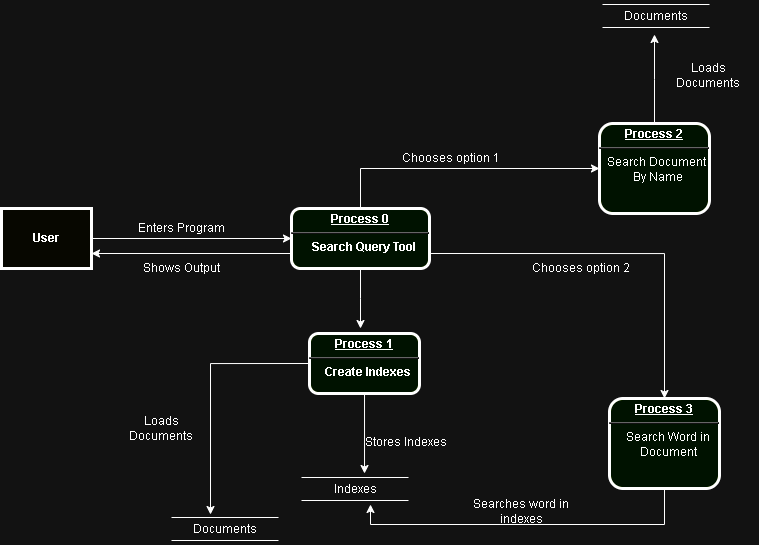 Documents
Loads
Documents
Process 2
Search Document
By Name
Chooses option 1
Process 0
Search Query Tool
User
Enters Program
Shows Output
Chooses option 2
Process 1
Create Indexes
Loads
Documents
Stores Indexes
Process 3
Search Word in
Document
Indexes
Searches word in
indexes
Documents